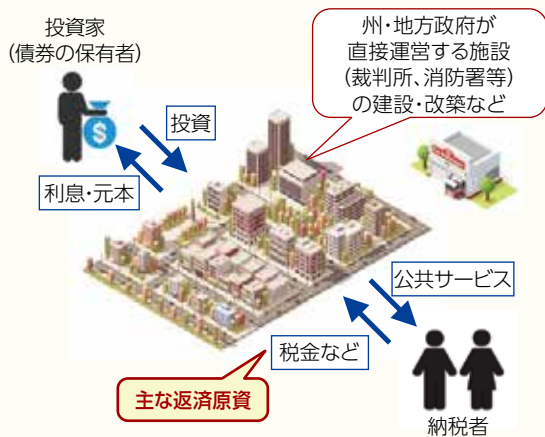 投資家
(債券の保有者)
州・地方政府が
直接運営する施設
(裁判所、消防署等)
の建設・改築など
投資
利息・元本
公共サービス
税金など
主な返済原資
納税者